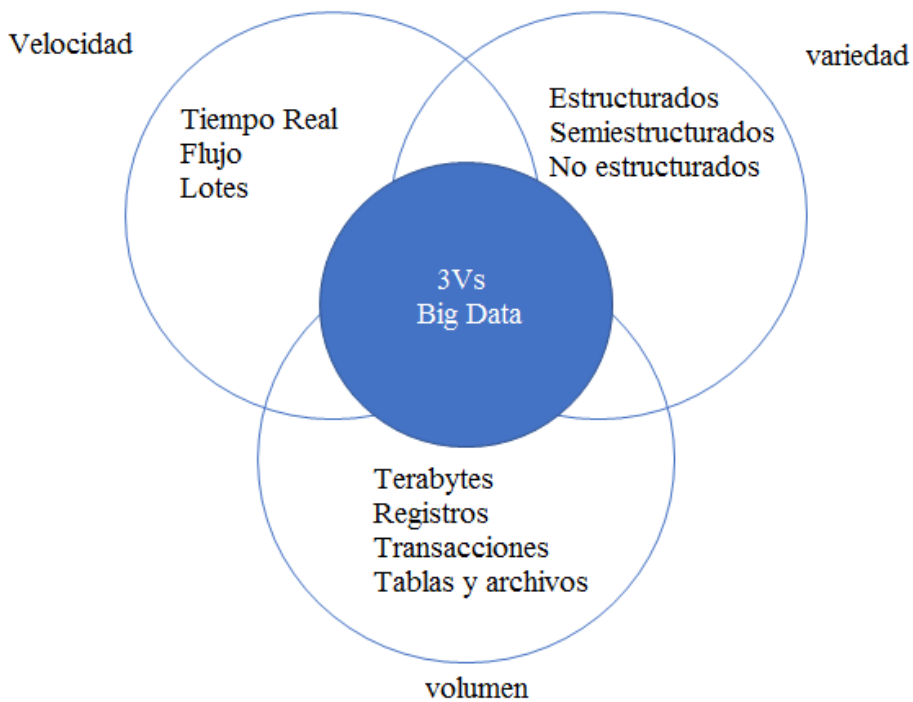 Velocidad
variedad
Tiempo Real
Flujo
Lotes
Estructurados
Semiestructurados
No estructurados
3Vs
Big Data
Terabytes
Registros
Transacciones
Tablas y archivos
volumen